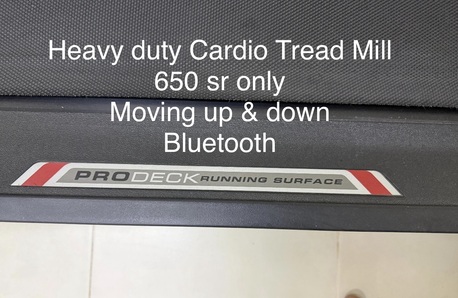 Heavy duty Cardio Tread Mill
650 sr only
Moving up & down
Bluetooth
PRODECK RUNNING SURFACE